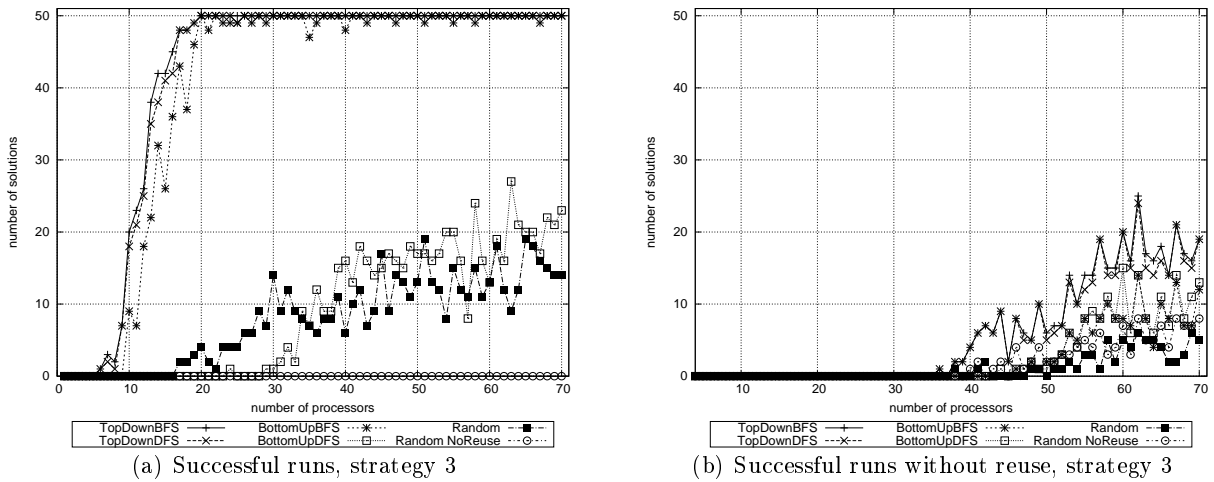 50
40
30
20
10
0
number of solutions
0 10 20 30 40 50 60 70
number of processors
TopDownBFS
TopDownDFS
BottomUpBFS
BottomUpDFS
Random
Random NoReuse
(a) Successful runs, strategy 3
50
40
30
20
10
0
number of solutions
10 20 30 40 50 60 70
number of processors
TopDownBFS
TopDownDFS
BottomUpBFS
BottomUpDFS
Random
Random NoReuse
(b) Successful runs without reuse, strategy 3